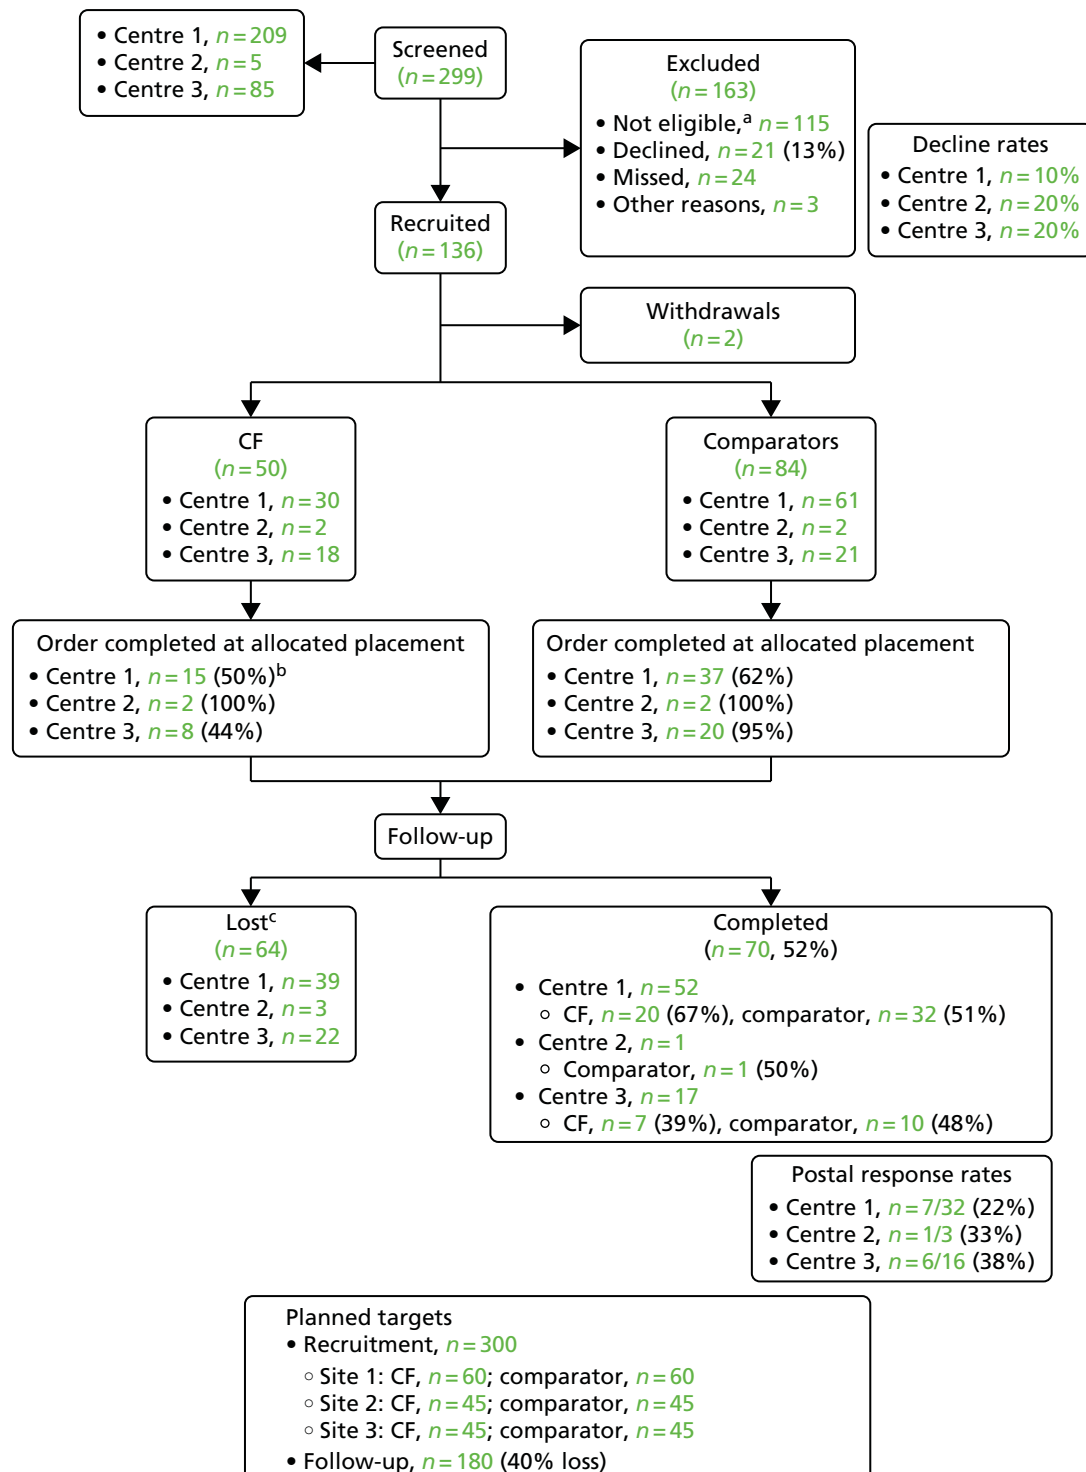 • Centre 1, n=209
• Centre 2, n=5
• Centre 3, n=85
Screened
(n=299)
Excluded
(n=163)
• Not eligible,a n=115
• Declined, n=21 (13%)
• Missed, n=24
• Other reasons, n=3
Decline rates
• Centre 1, n=10%
• Centre 2, n=20%
• Centre 3, n=20%
Recruited
(n=136)
Withdrawals
(n=2)
CF
(n=50)
• Centre 1, n=30
• Centre 2, n=2
• Centre 3, n=18
Comparators
(n=84)
• Centre 1, n=61
• Centre 2, n=2
• Centre 3, n=21
Order completed at allocated placement
• Centre 1, n=15 (50%)b
• Centre 2, n=2 (100%)
• Centre 3, n=8 (44%)
Order completed at allocated placement
• Centre 1, n=37 (62%)
• Centre 2, n=2 (100%)
• Centre 3, n=20 (95%)
Follow-up
Lostc
(n=64)
• Centre 1, n=39
• Centre 2, n=3
• Centre 3, n=22
Completed
(n=70, 52%)
• Centre 1, n=52
○ CF, n=20 (67%), comparator, n=32 (51%)
• Centre 2, n=1
○ Comparator, n=1 (50%)
• Centre 3, n=17
○ CF, n=7 (39%), comparator, n=10 (48%)
Postal response rates
• Centre 1, n=7/32 (22%)
• Centre 2, n=1/3 (33%)
• Centre 3, n=6/16 (38%)
Planned targets
• Recruitment, n=300
○ Site 1: CF, n=60; comparator, n=60
○ Site 2: CF, n=45; comparator, n=45
○ Site 3: CF, n=45; comparator, n=45
• Follow-up, n=180 (40% loss)